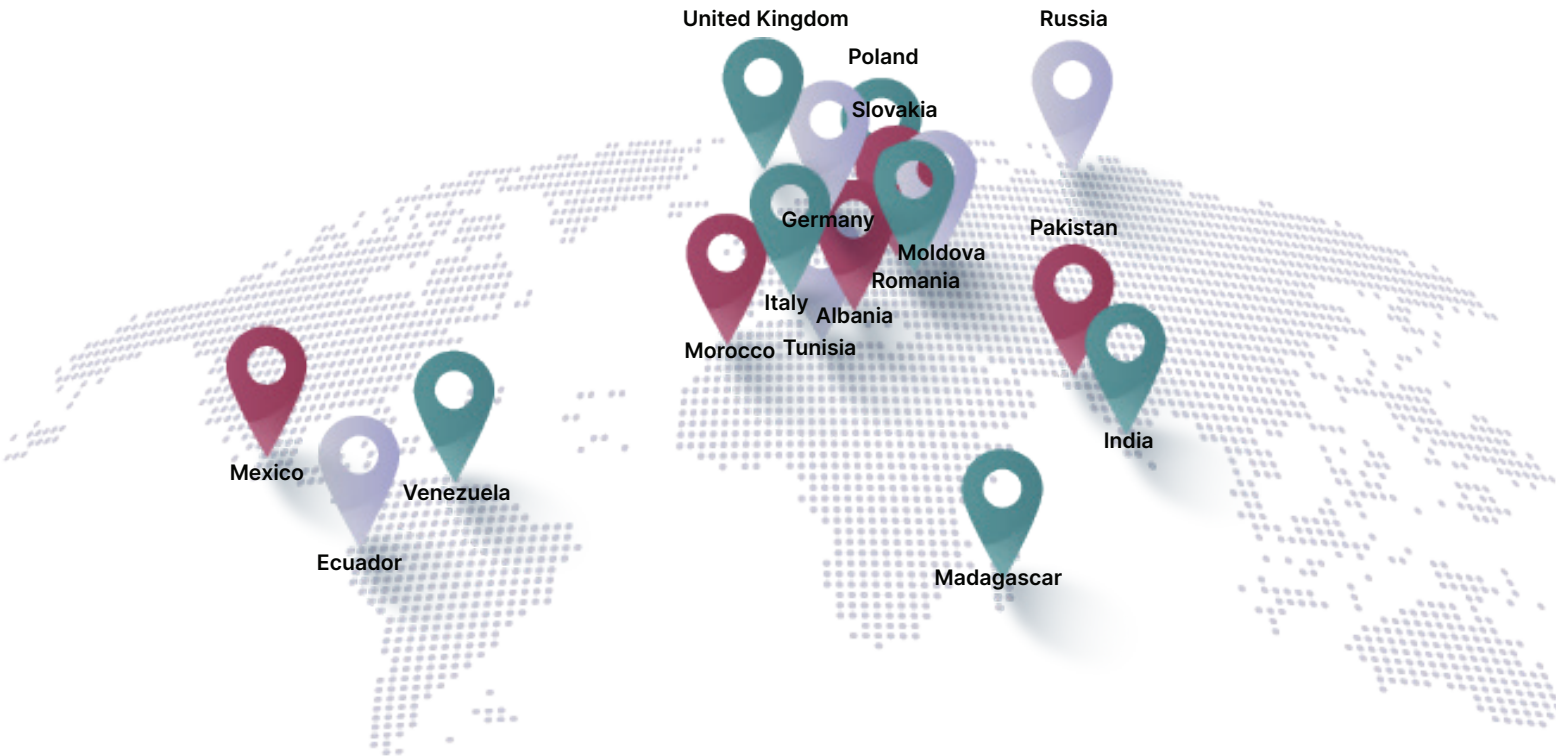 United Kingdom
Russia
Poland
Slovakia
Germany
Pakistan
Moldova
Romania
Italy
Albania
Morocco
Tunisia
India
Mexico
Venezuela
Ecuador
Madagascar